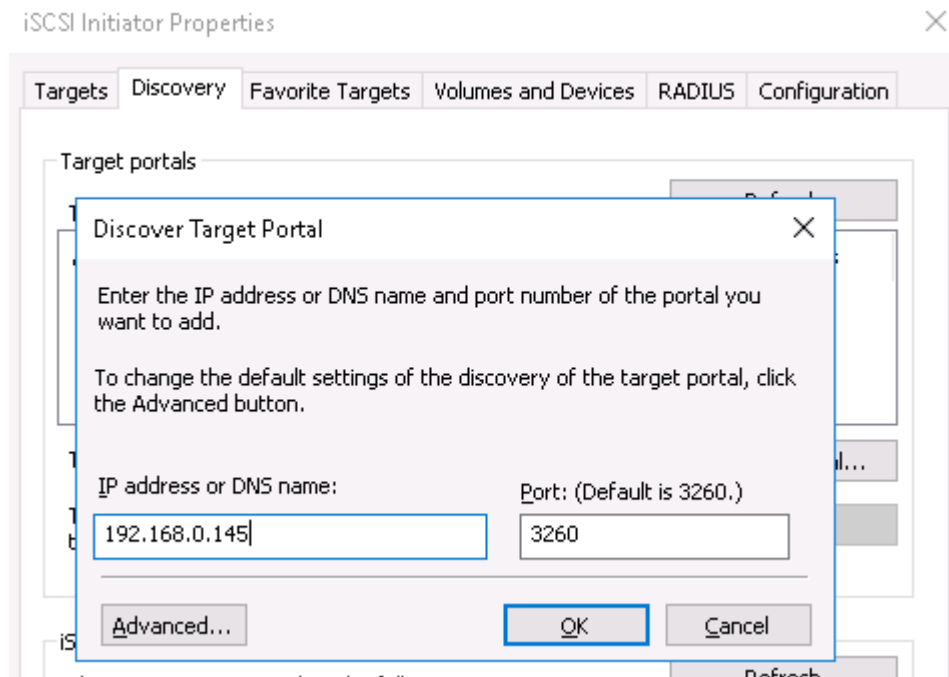 iSCSI Initiator Properties
Targets Discovery Favorite Targets Volumes and Devices RADIUS Configuration
Target portals
Discover Target Portal
Enter the IP address or DNS name and port number of the portal you
want to add.
To change the default settings of the discovery of the target portal, click
the Advanced button.
IP address or DNS name:
Port: (Default is 3260.)
192.168.0.145
3260
Advanced...
OK
Cancel
Refresh